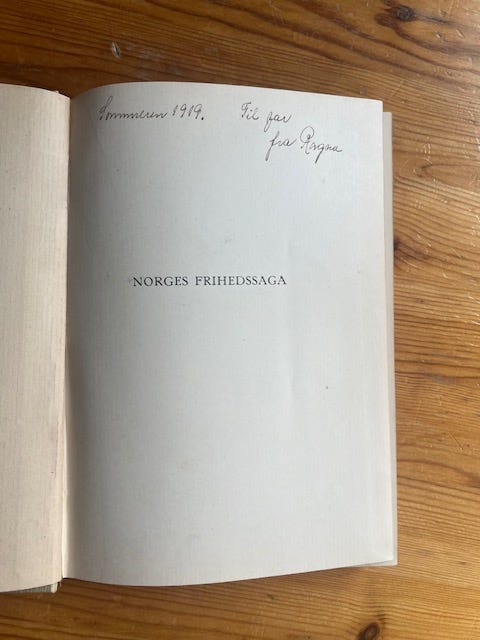 Sommeren 1919. Til far
fra Ragna
NORGES FRIHEDSSAGA